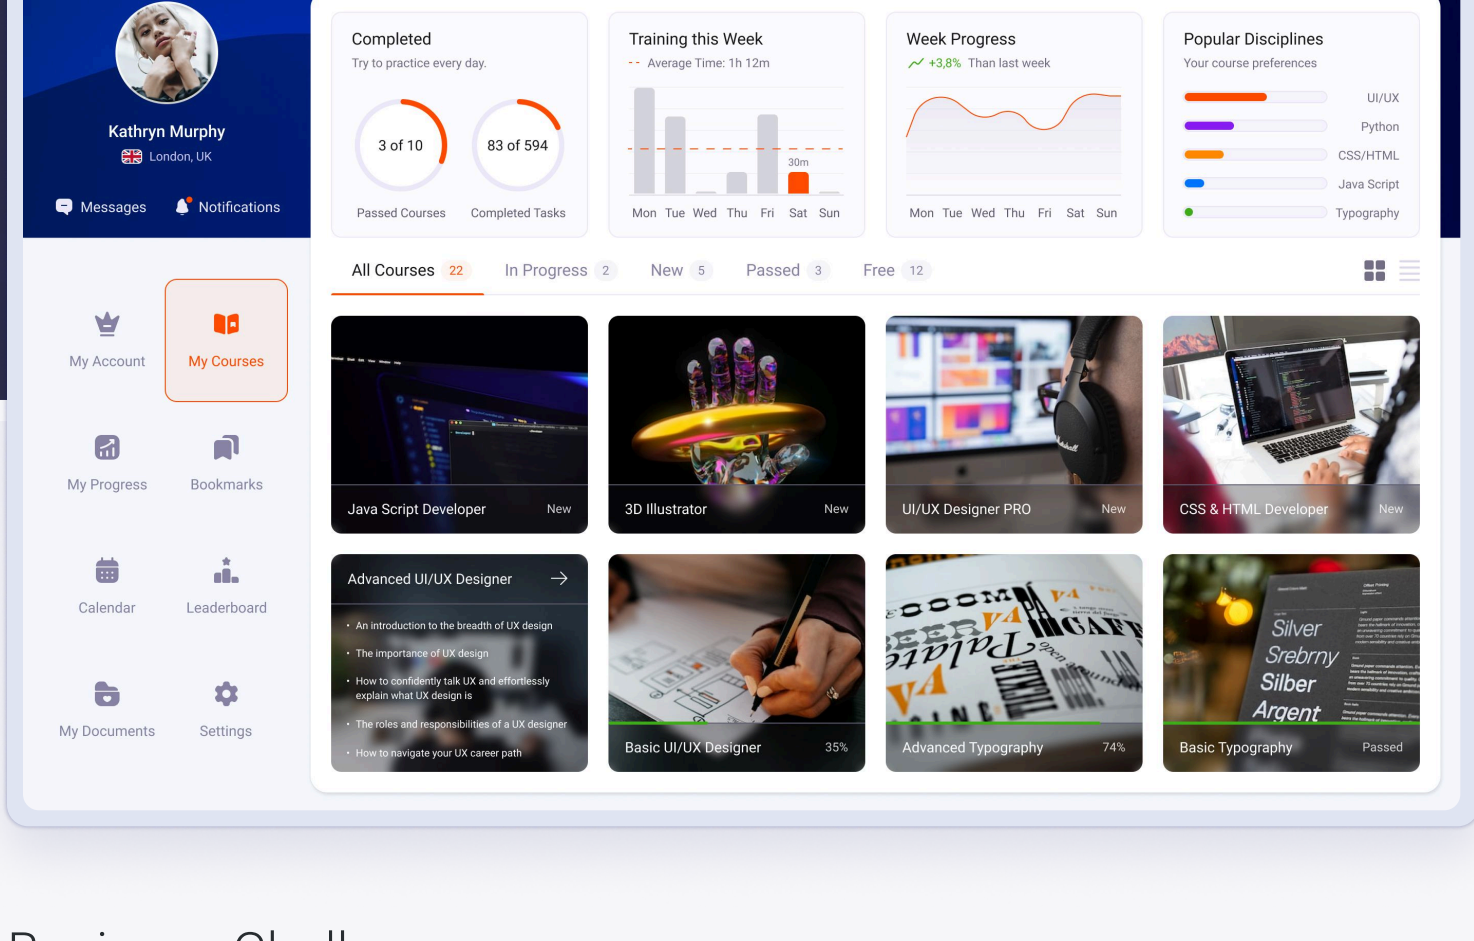 Kathryn Murphy
London, UK
Messages
Notifications
My Account
My Courses
My Progress
Bookmarks
Calendar
Leaderboard
My Documents
Settings
Completed
Try to practice every day.
3 of 10
83 of 594
Passed Courses
Completed Tasks
Training this Week
Average Time: 1h 12m
30m
Mon Tue Wed Thu Fri Sat Sun
Week Progress
+3,8% Than last week
Mon Tue Wed Thu Fri Sat Sun
Popular Disciplines
Your course preferences
UI/UX
Python
CSS/HTML
Java Script
Typography
All Courses 22
In Progress 2
New 5
Passed 3
Free 12
Java Script Developer New
3D Illustrator New
Marshall
UI/UX Designer PRO New
CSS & HTML Developer New
Advanced UI/UX Designer
• An introduction to the breadth of UX design
• The importance of UX design
• How to confidently talk UX and effortlessly
explain what UX design is
• The roles and responsibilities of a UX designer
• How to navigate your UX career path
Basic UI/UX Designer 35%
VA
VA
Advanced Typography 74%
Silver
Srebrny
Silber
Argent
Basic Typography Passed